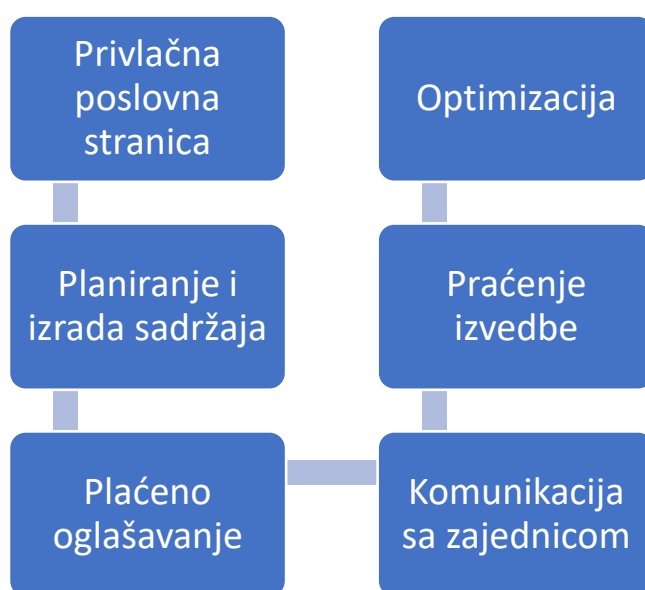 Privlačna
poslovna
stranica
Planiranje i
izrada sadržaja
Plaćeno
oglašavanje
Komunikacija
sa zajednicom
Praćenje
izvedbe
Optimizacija